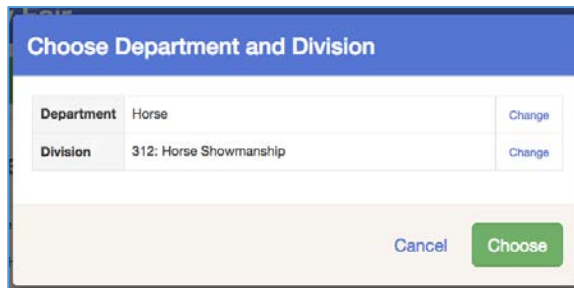 Choose Department and Division
Department Horse Change
Division 312: Horse Showmanship Change
Cancel Choose